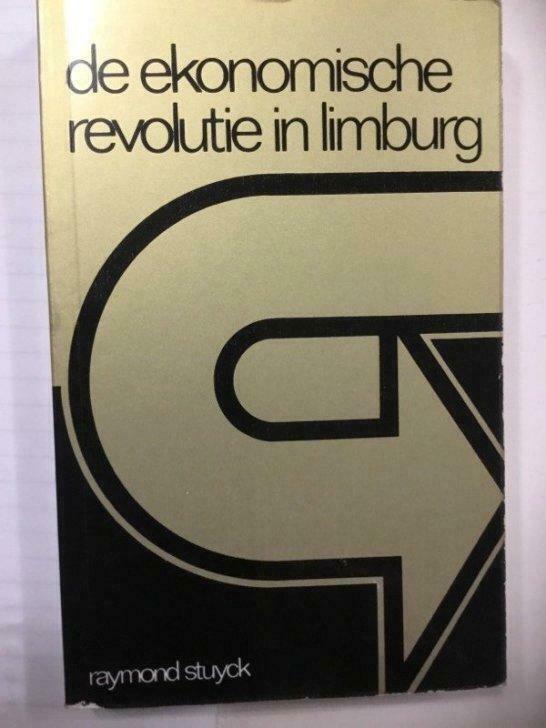 de ekonomische
revolutie in limburg
raymond stuyck